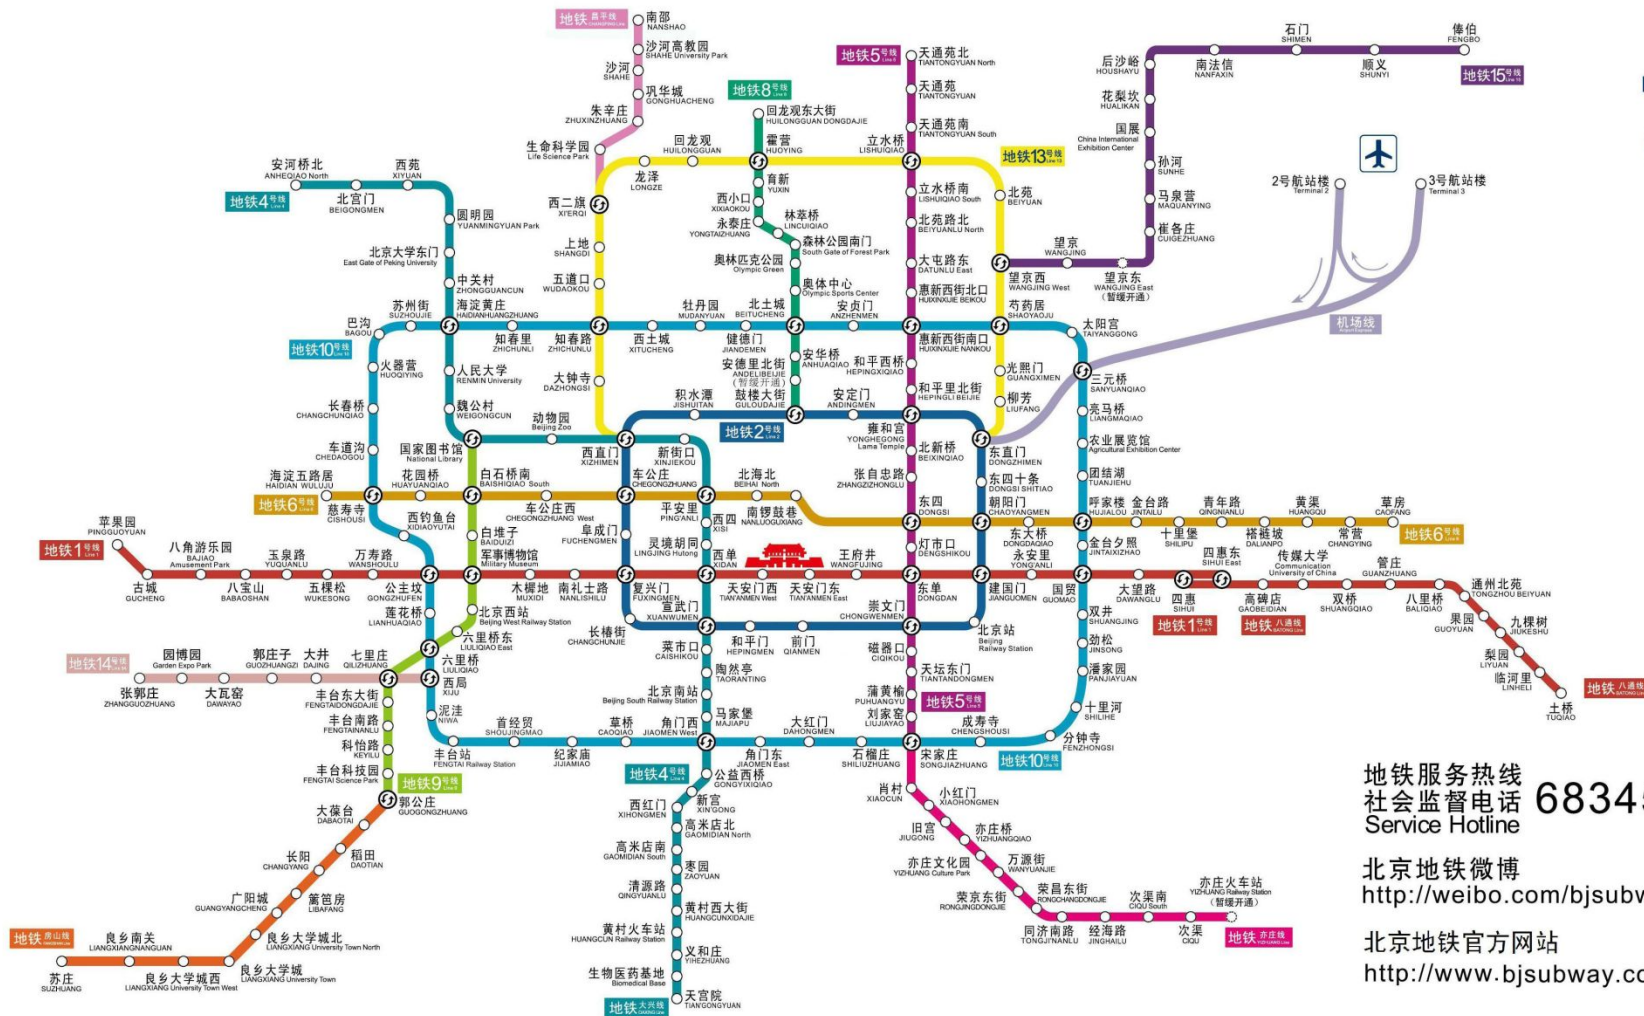 地铁 昌平线
南邵
NANSHAO
沙河高教园
SHAHE University Park
沙河
SHAHE
巩华城
GONGHUACHENG
朱辛庄
ZHUXINZHUANG
生命科学园
Life Science Park
西二旗
XI'ERQI
地铁8号线
Line 8
回龙观东大街
HUILONGGUAN DONGDAJIE
霍营
HUOYING
育新
YUXIN
西小口
XIXIAOKOU
永泰庄
YONGTAIZHUANG
林萃桥
LINCUIQIAO
森林公园南门
South Gate of Forest Park
奥林匹克公园
Olympic Green
奥体中心
Olympic Sports Center
北土城
BEITUCHENG
安华桥
ANHUAQIAO
安德里北街
ANDELIBEIJIE
(暂缓开通)
鼓楼大街
GULOUDAJIE
地铁5号线
Line 5
天通苑北
TIANTONGYUAN North
天通苑
TIANTONGYUAN
天通苑南
TIANTONGYUAN South
立水桥
LISHUIQIAO
立水桥南
LISHUIQIAO South
北苑路北
BEIYUANLU North
大屯路东
DATUNLU East
惠新西街北口
HUIXINXIJIE BEIKOU
惠新西街南口
HUIXINXIJIE NANKOU
和平西桥
HEPINGXIQIAO
和平里北街
HEPINGLI BEIJIE
雍和宫
YONGHEGONG
Lama Temple
北新桥
BEIXINQIAO
张自忠路
ZHANGZIZHONGLU
东四
DONGSI
灯市口
DENGSHIKOU
东单
DONGDAN
崇文门
CHONGWENMEN
磁器口
CIQIKOU
天坛东门
TIANTANDONGMEN
蒲黄榆
PUHUANGYU
地铁5号线
Line 5
刘家窑
LIUJIAYAO
宋家庄
SONGJIAZHUANG
地铁15号线
Line 15
俸伯
FENGBO
顺义
SHUNYI
石门
SHIMEN
南法信
NANFAXIN
后沙峪
HOUSHAYU
花梨坎
HUALIKAN
国展
China International
Exhibition Center
孙河
SUNHE
马泉营
MAQUANYING
崔各庄
CUIGEZHUANG
望京东
WANGJING East
(暂缓开通)
望京
WANGJING
望京西
WANGJING West
地铁13号线
Line 13
回龙观
HUILONGGUAN
龙泽
LONGZE
上地
SHANGDI
五道口
WUDAOKOU
知春路
ZHICHUNLU
大钟寺
DAZHONGSI
西直门
XIZHIMEN
北苑
BEIYUAN
芍药居
SHAOYAOJU
光熙门
GUANGXIMEN
柳芳
LIUFANG
东直门
DONGZHIMEN
2号航站楼
Terminal 2
3号航站楼
Terminal 3
机场线
三元桥
SANYUANQIAO
地铁4号线
Line 4
安河桥北
ANHEQIAO North
北宫门
BEIGONGMEN
西苑
XIYUAN
圆明园
YUANMINGYUAN Park
北京大学东门
East Gate of Peking University
中关村
ZHONGGUANCUN
海淀黄庄
HAIDIANHUANGZHUANG
人民大学
RENMIN University
魏公村
WEIGONGCUN
国家图书馆
National Library
动物园
Beijing Zoo
新街口
XINJIEKOU
平安里
PING'ANLI
西四
XISI
灵境胡同
LINGJING Hutong
西单
XIDAN
宣武门
XUANWUMEN
菜市口
CAISHIKOU
陶然亭
TAORANTING
北京南站
Beijing South Railway Station
马家堡
MAJIAPU
角门西
JIAOMEN West
地铁4号线
Line 4
公益西桥
GONGYIXIQIAO
新宫
XIN'GONG
西红门
XIHONGMEN
高米店北
GAOMIDIAN North
高米店南
GAOMIDIAN South
枣园
ZAOYUAN
清源路
QINGYUANLU
黄村西大街
HUANGCUNXIDAJIE
黄村火车站
HUANGCUN Railway Station
义和庄
YIHEZHUANG
生物医药基地
Biomedical Base
天宫院
TIAN'GONGYUAN
地铁 大兴线
地铁10号线
Line 10
巴沟
BAGOU
苏州街
SUZHOUJIE
知春里
ZHICHUNLI
西土城
XITUCHENG
牡丹园
MUDANYUAN
健德门
JIANDEMEN
安贞门
ANZHENMEN
太阳宫
TAIYANGGONG
亮马桥
LIANGMAQIAO
农业展览馆
Agricultural Exhibition Center
团结湖
TUANJIEHU
呼家楼
HUJIALOU
金台夕照
JINTAIXIZHAO
国贸
GUOMAO
双井
SHUANGJING
劲松
JINSONG
潘家园
PANJIAYUAN
十里河
SHILIHE
分钟寺
FENZHONGSI
地铁10号线
Line 10
成寿寺
CHENGSHOUSI
石榴庄
SHILIUZHUANG
大红门
DAHONGMEN
角门东
JIAOMEN East
草桥
CAOQIAO
纪家庙
JIJIAMIAO
首经贸
SHOUJINGMAO
丰台站
FENGTAI Railway Station
泥洼
NIWA
西局
XIJU
六里桥
LIULIQIAO
莲花桥
LIANHUAQIAO
公主坟
GONGZHUFEN
西钓鱼台
XIDIAOYUTAI
慈寿寺
CISHOUSI
车道沟
CHEDAOGOU
长春桥
CHANGCHUNQIAO
火器营
HUOQIYING
地铁2号线
Line 2
积水潭
JISHUITAN
安定门
ANDINGMEN
东四十条
DONGSI SHITIAO
朝阳门
CHAOYANGMEN
建国门
JIANGUOMEN
北京站
Beijing
Railway Station
前门
QIANMEN
和平门
HEPINGMEN
长椿街
CHANGCHUNJIE
复兴门
FUXINGMEN
阜成门
FUCHENGMEN
车公庄
CHEGONGZHUANG
地铁6号线
Line 6
海淀五路居
HAIDIAN WULUJU
花园桥
HUAYUANQIAO
白石桥南
BAISHIQIAO South
车公庄西
CHEGONGZHUANG West
北海北
BEIHAI North
南锣鼓巷
NANLUOGUXIANG
东大桥
DONGDAQIAO
金台路
JINTAILU
十里堡
SHILIPU
青年路
QINGNIANLU
褡裢坡
DALIANPO
黄渠
HUANGQU
常营
CHANGYING
草房
CAOFANG
地铁6号线
Line 6
地铁1号线
Line 1
苹果园
PINGGUOYUAN
古城
GUCHENG
八角游乐园
BAJIAO
Amusement Park
八宝山
BABAOSHAN
玉泉路
YUQUANLU
五棵松
WUKESONG
万寿路
WANSHOULU
军事博物馆
Military Museum
木樨地
MUXIDI
南礼士路
NANLISHILU
天安门西
TIAN'ANMEN West
天安门东
TIAN'ANMEN East
王府井
WANGFUJING
永安里
YONG'ANLI
大望路
DAWANGLU
四惠
SIHUI
四惠东
SIHUI East
地铁1号线
Line 1
地铁 八通线
BATONG Line
高碑店
GAOBEIDIAN
传媒大学
Communication
University of China
双桥
SHUANGQIAO
管庄
GUANZHUANG
八里桥
BALIQIAO
通州北苑
TONGZHOU BEIYUAN
果园
GUOYUAN
九棵树
JIUKESHU
梨园
LIYUAN
临河里
LINHELI
土桥
TUQIAO
地铁 八通线
BATONG Line
白堆子
BAIDUIZI
北京西站
Beijing West Railway Station
六里桥东
LIULIQIAO East
七里庄
QILIZHUANG
丰台东大街
FENGTAIDONGDAJIE
丰台南路
FENGTAINANLU
科怡路
KEYILU
丰台科技园
FENGTAI Science Park
地铁9号线
Line 9
郭公庄
GUOGONGZHUANG
地铁14号线
张郭庄
ZHANGGUOZHUANG
园博园
Garden Expo Park
大瓦窑
DAWAYAO
郭庄子
GUOZHUANGZI
大井
DAJING
大葆台
DABAOTAI
稻田
DAOTIAN
长阳
CHANGYANG
篱笆房
LIBAFANG
广阳城
GUANGYANGCHENG
良乡大学城北
LIANGXIANG University Town North
良乡大学城
LIANGXIANG University Town
良乡大学城西
LIANGXIANG University Town West
良乡南关
LIANGXIANGNANGUAN
苏庄
SUZHUANG
地铁 房山线
肖村
XIAOCUN
小红门
XIAOHONGMEN
旧宫
JIUGONG
亦庄桥
YIZHUANGQIAO
亦庄文化园
YIZHUANG Culture Park
万源街
WANYUANJIE
荣京东街
RONGJINGDONGJIE
荣昌东街
RONGCHANGDONGJIE
同济南路
TONGJI'NANLU
经海路
JINGHAILU
次渠南
CIQU South
次渠
CIQU
亦庄火车站
YIZHUANG Railway Station
(暂缓开通)
地铁 亦庄线
YIZHUANG Line
地铁服务热线
社会监督电话 6834
Service Hotline
北京地铁微博
http://weibo.com/bjsubw
北京地铁官方网站
http://www.bjsubway.co